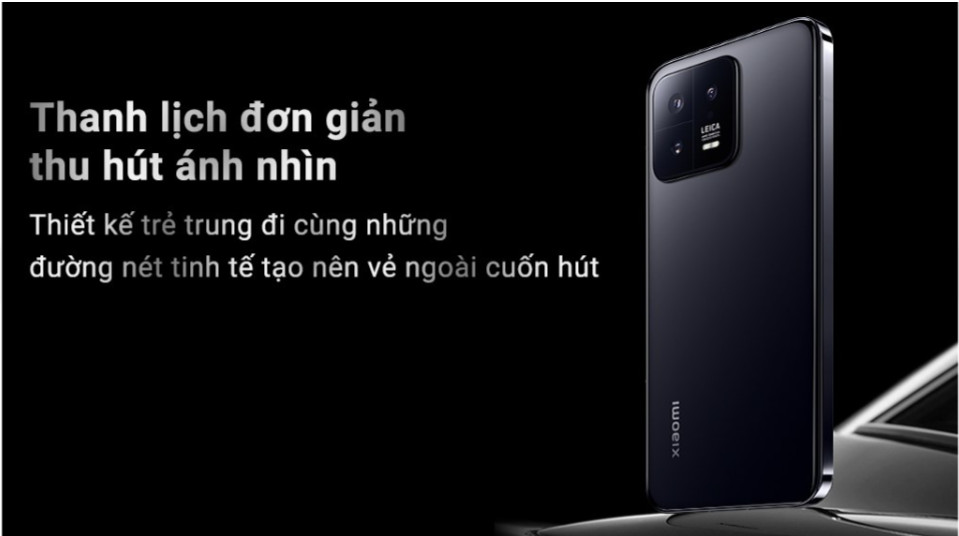 Thanh lịch đơn giản
thu hút ánh nhìn
Thiết kế trẻ trung đi cùng những
đường nét tinh tế tạo nên vẻ ngoài cuốn hút
LEICA
xiaomi